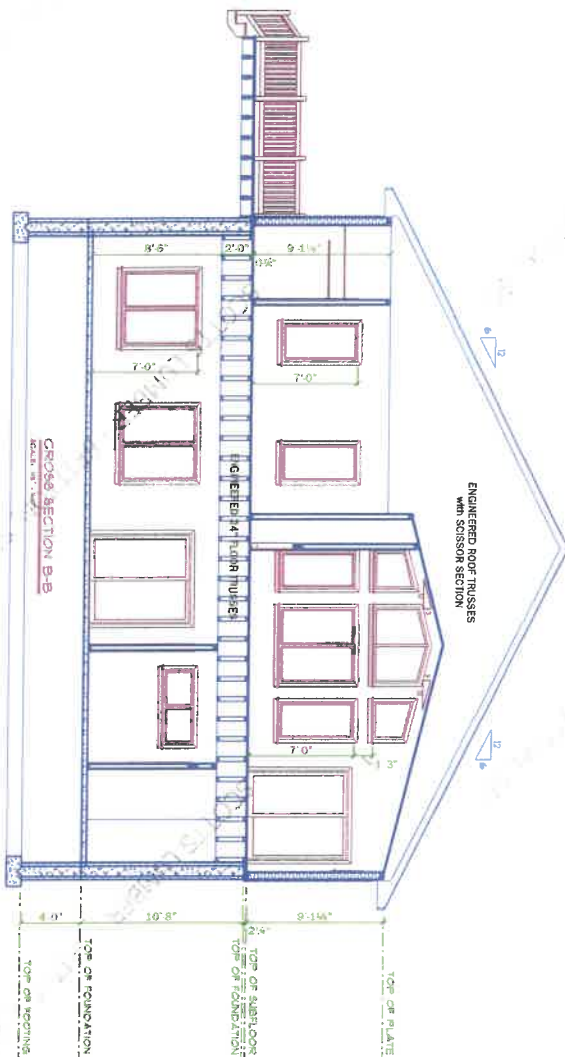 ENGINEERED ROOF TRUSSES
with SCISSOR SECTION
12
6
12
6
9'-1⅛"
2'-0"
8'-6"
7'-0"
7'-0"
7'-0"
1' 3"
ENGINEERED 24" FLOOR TRUSSES
9'-1⅛"
10'-8"
4'-0"
TOP OF PLATE
TOP OF SUBFLOOR
TOP OF FOUNDATION
TOP OF FOUNDATION
TOP OF FOOTING
CROSS SECTION B-B